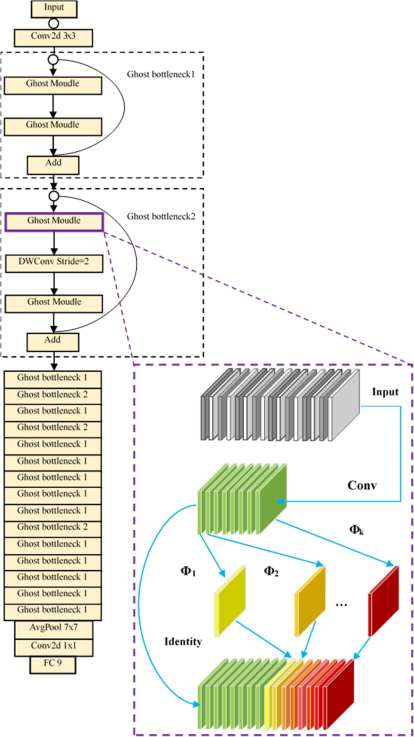 Input
Conv2d 3x3
Ghost bottleneck1
Ghost Moudle
Ghost Moudle
Add
Ghost bottleneck2
Ghost Moudle
DWConv Stride=2
Ghost Moudle
Add
Ghost bottleneck 1
Ghost bottleneck 2
Ghost bottleneck 1
Ghost bottleneck 2
Ghost bottleneck 1
Ghost bottleneck 1
Ghost bottleneck 1
Ghost bottleneck 1
Ghost bottleneck 1
Ghost bottleneck 2
Ghost bottleneck 1
Ghost bottleneck 1
Ghost bottleneck 1
Ghost bottleneck 1
Ghost bottleneck 1
AvgPool 7x7
Conv2d 1x1
FC 9
Input
Conv
Φ1
Φ2
Φk
...
Identity